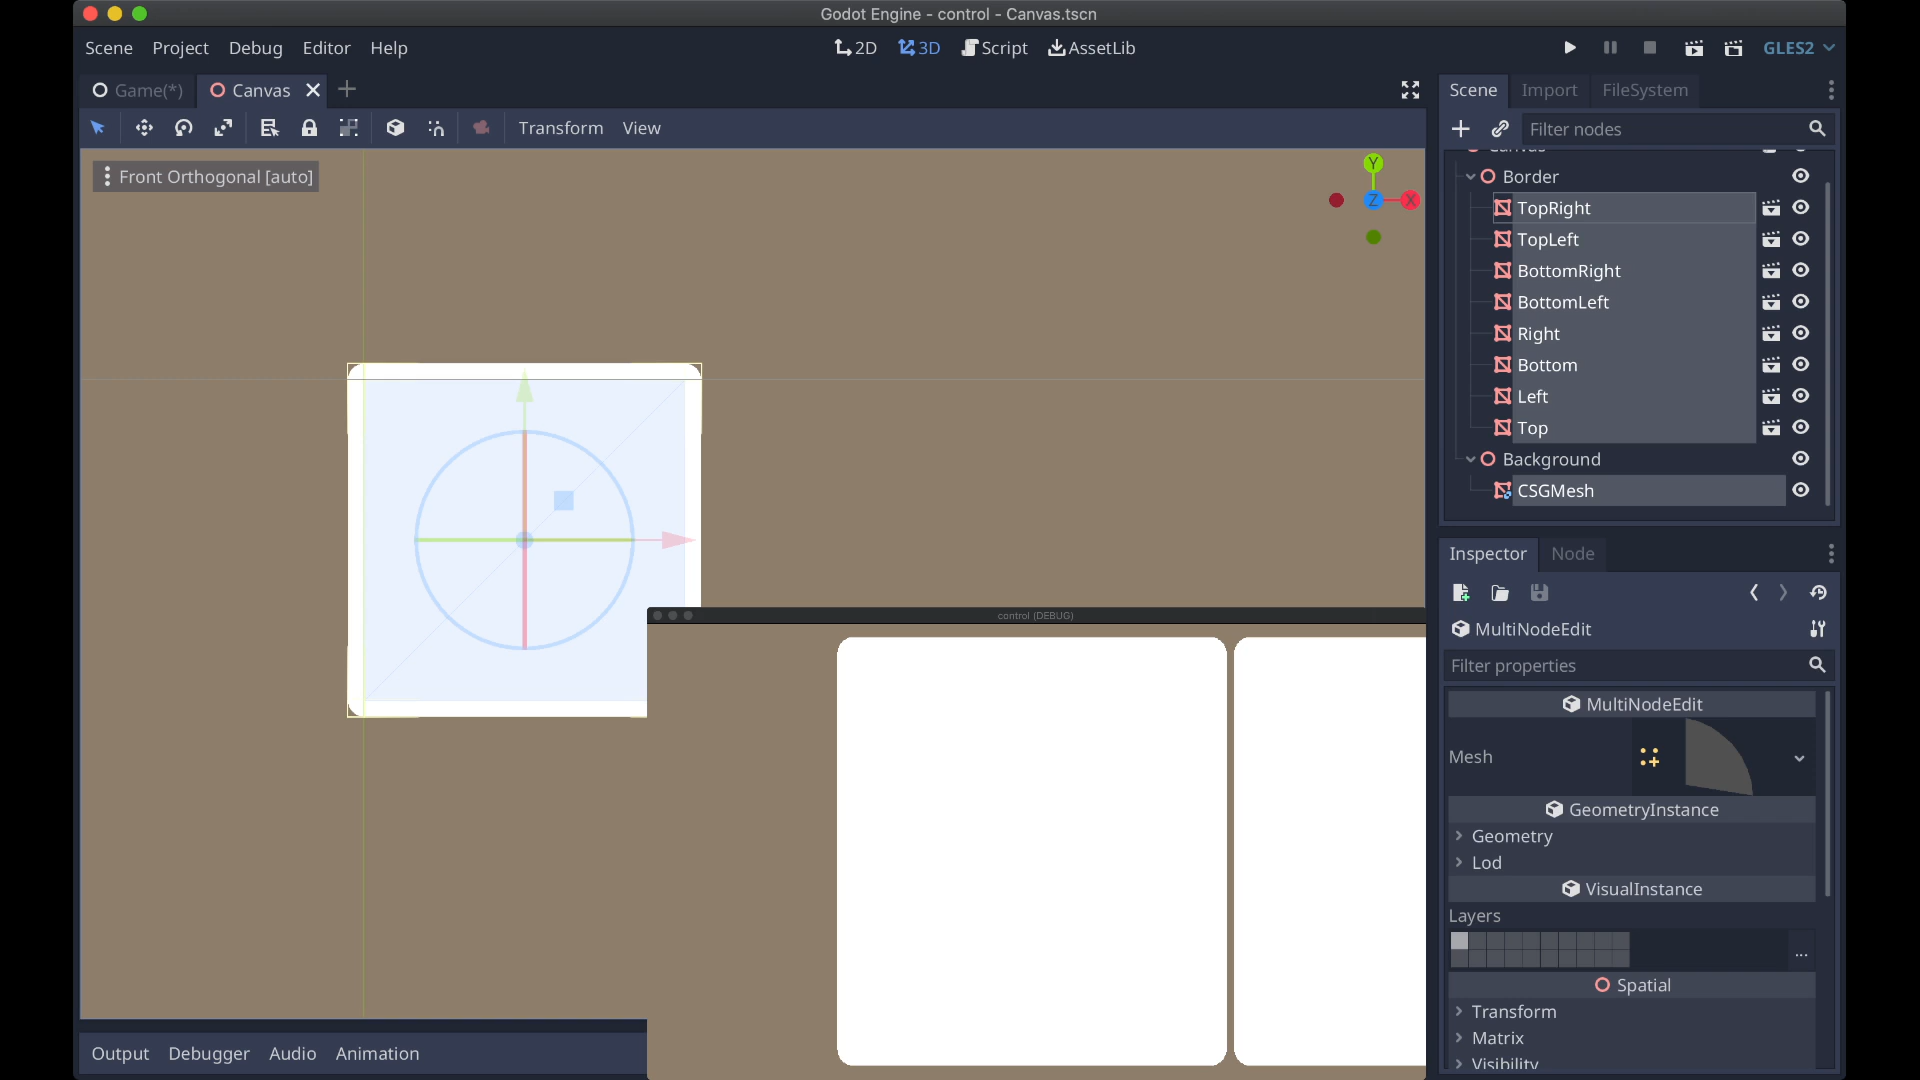 Godot Engine - control - Canvas.tscn
Scene Project Debug Editor Help
2D 3D Script AssetLib
GLES2
Game(*) Canvas
Transform View
Front Orthogonal [auto]
Y
Z X
control (DEBUG)
Output Debugger Audio Animation
Scene Import FileSystem
Filter nodes
Canvas
Border
TopRight
TopLeft
BottomRight
BottomLeft
Right
Bottom
Left
Top
Background
CSGMesh
Inspector Node
MultiNodeEdit
Filter properties
MultiNodeEdit
Mesh
GeometryInstance
Geometry
Lod
VisualInstance
Layers
...
Spatial
Transform
Matrix
Visibility